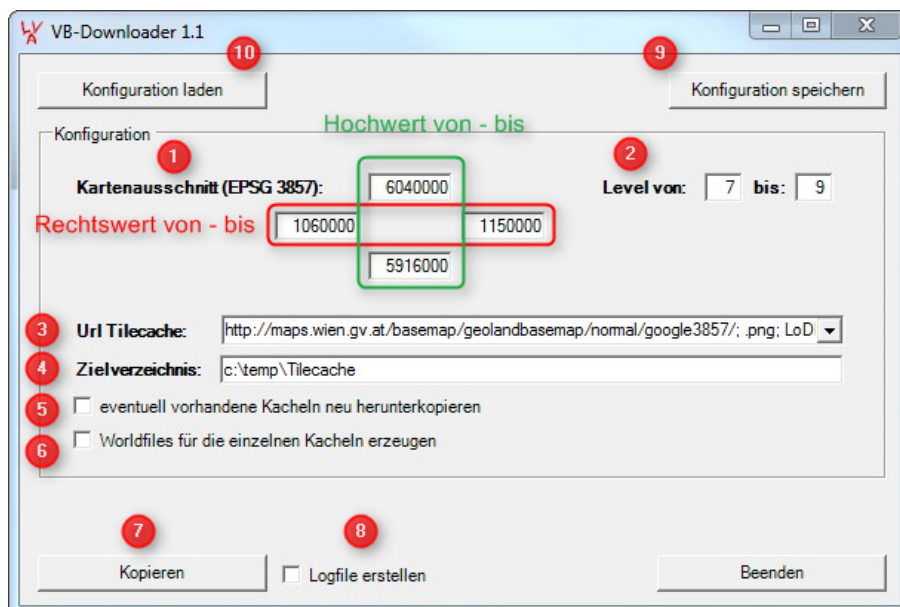 VB-Downloader 1.1
10
9
Konfiguration laden
Konfiguration speichern
Hochwert von - bis
Konfiguration
1
2
Kartenausschnitt (EPSG 3857):
6040000
Level von: 7 bis: 9
Rechtswert von - bis
1060000
1150000
5916000
3
Url Tilecache:
http://maps.wien.gv.at/basemap/geolandbasemap/normal/google3857/; .png; LoD
4
Zielverzeichnis:
c:\temp\Tilecache
5
eventuell vorhandene Kacheln neu herunterkopieren
6
Worldfiles für die einzelnen Kacheln erzeugen
7
8
Kopieren
Logfile erstellen
Beenden